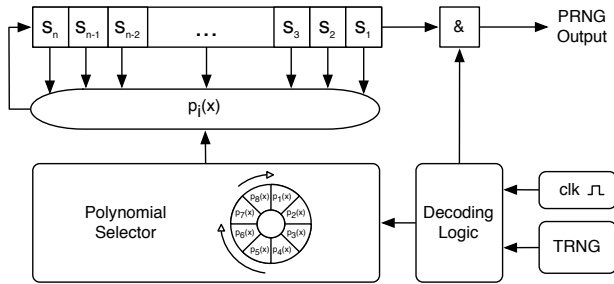 Sn Sn-1 Sn-2 ... S3 S2 S1
&
PRNG
Output
pi(x)
Polynomial
Selector
p8(x) p1(x)
p7(x) p2(x)
p6(x) p3(x)
p5(x) p4(x)
Decoding
Logic
clk
TRNG